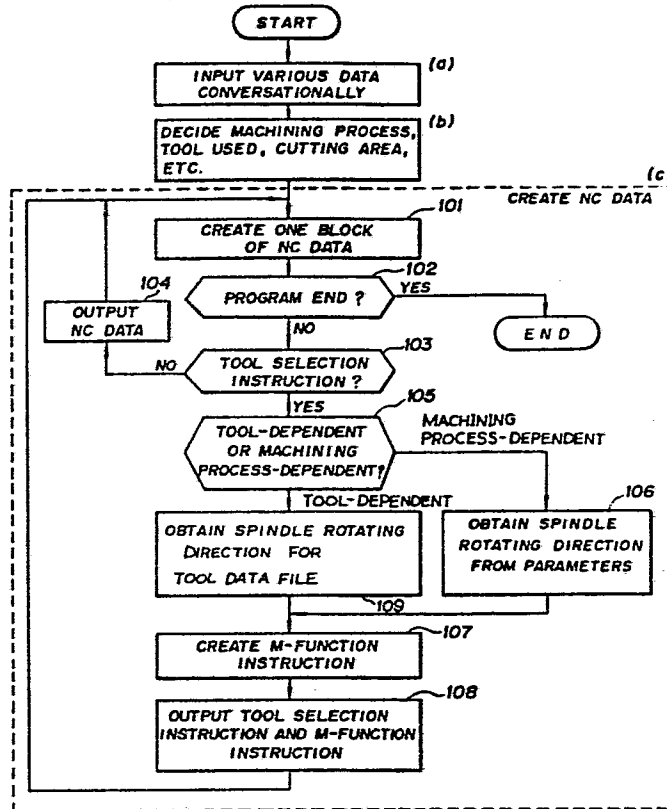 START
(a)
INPUT VARIOUS DATA
CONVERSATIONALLY
(b)
DECIDE MACHINING PROCESS,
TOOL USED, CUTTING AREA,
ETC.
(c
CREATE NC DATA
101
CREATE ONE BLOCK
OF NC DATA
102
PROGRAM END ?
YES
END
NO
104
OUTPUT
NC DATA
103
TOOL SELECTION
INSTRUCTION ?
NO
YES
105
TOOL-DEPENDENT
OR MACHINING
PROCESS-DEPENDENT?
MACHINING
PROCESS-DEPENDENT
TOOL-DEPENDENT
106
OBTAIN SPINDLE ROTATING
DIRECTION FOR
TOOL DATA FILE
109
OBTAIN SPINDLE
ROTATING DIRECTION
FROM PARAMETERS
107
CREATE M-FUNCTION
INSTRUCTION
108
OUTPUT TOOL SELECTION
INSTRUCTION AND M-FUNCTION
INSTRUCTION